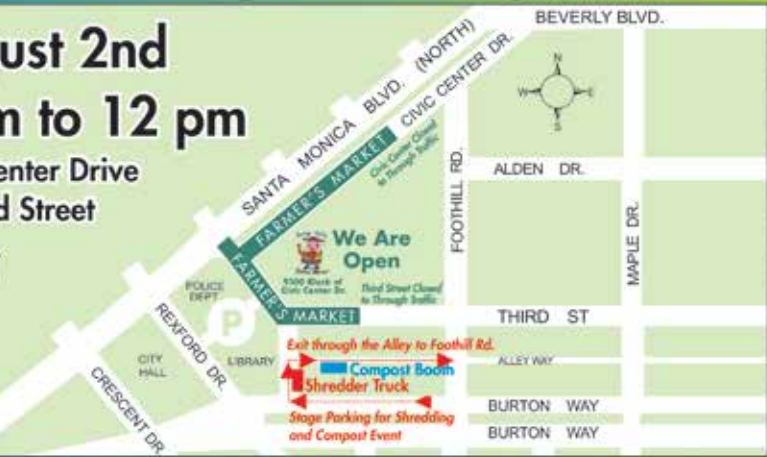 ust 2nd
m to 12 pm
enter Drive
d Street
BEVERLY BLVD.
SANTA MONICA BLVD. (NORTH)
CIVIC CENTER DR.
N
W E
S
FARMER'S MARKET
Civic Center Closed
to Through Traffic
ALDEN DR.
FOOTHILL RD.
MAPLE DR.
We Are
Open
9300 Block of
Civic Center Dr.
Third Street Closed
to Through Traffic
FARMER'S MARKET
POLICE
DEPT
P
THIRD ST
REXFORD DR.
CITY
HALL
LIBRARY
CRESCENT DR.
Exit through the Alley to Foothill Rd.
ALLEY WAY
Compost Booth
Shredder Truck
BURTON WAY
Stage Parking for Shredding
and Compost Event
BURTON WAY